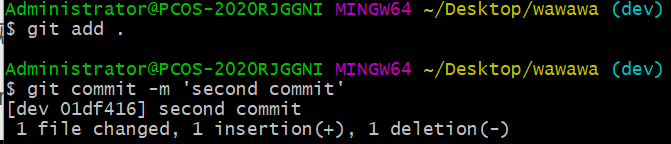 Administrator@PCOS-2020RJGGNI MINGW64 ~/Desktop/wawawa (dev)
$ git add .
Administrator@PCOS-2020RJGGNI MINGW64 ~/Desktop/wawawa (dev)
$ git commit -m 'second commit'
[dev 01df416] second commit
 1 file changed, 1 insertion(+), 1 deletion(-)